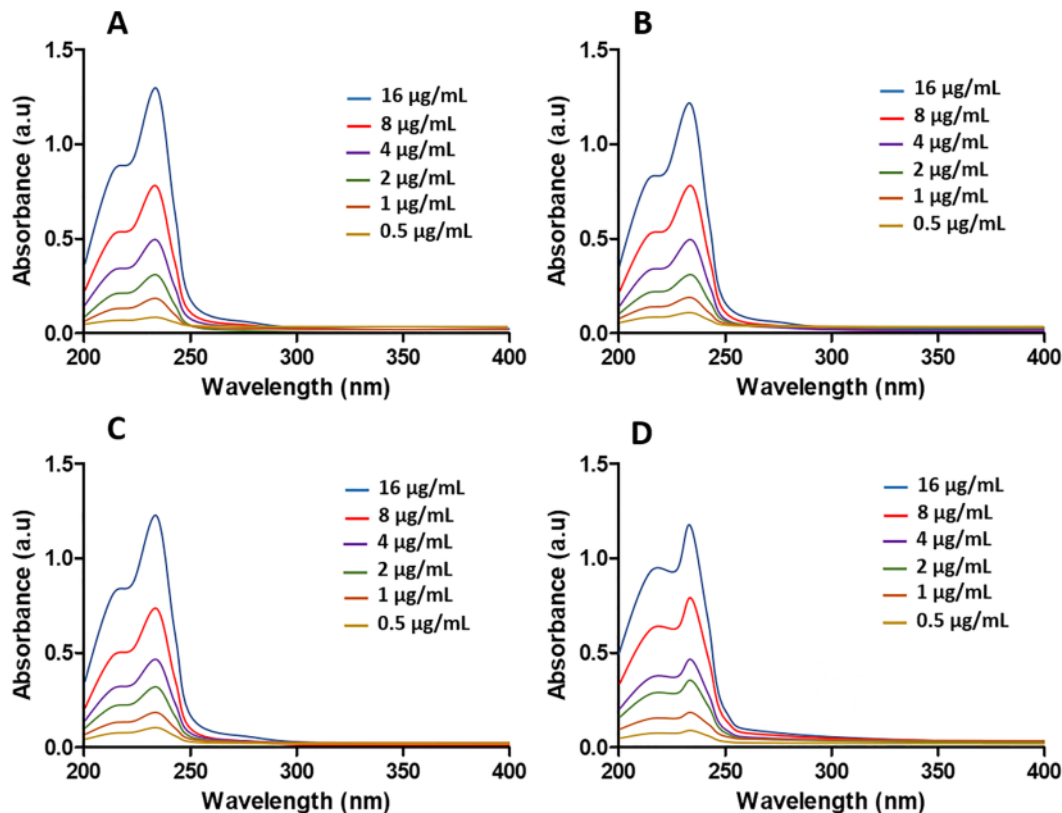 A
1.5
1.0
0.5
0.0
Absorbance (a.u)
16 µg/mL
8 µg/mL
4 µg/mL
2 µg/mL
1 µg/mL
0.5 µg/mL
200 250 300 350 400
Wavelength (nm)
B
1.5
1.0
0.5
0.0
Absorbance (a.u)
16 µg/mL
8 µg/mL
4 µg/mL
2 µg/mL
1 µg/mL
0.5 µg/mL
200 250 300 350 400
Wavelength (nm)
C
1.5
1.0
0.5
0.0
Absorbance (a.u)
16 µg/mL
8 µg/mL
4 µg/mL
2 µg/mL
1 µg/mL
0.5 µg/mL
200 250 300 350 400
Wavelength (nm)
D
1.5
1.0
0.5
0.0
Absorbance (a.u)
16 µg/mL
8 µg/mL
4 µg/mL
2 µg/mL
1 µg/mL
0.5 µg/mL
200 250 300 350 400
Wavelength (nm)